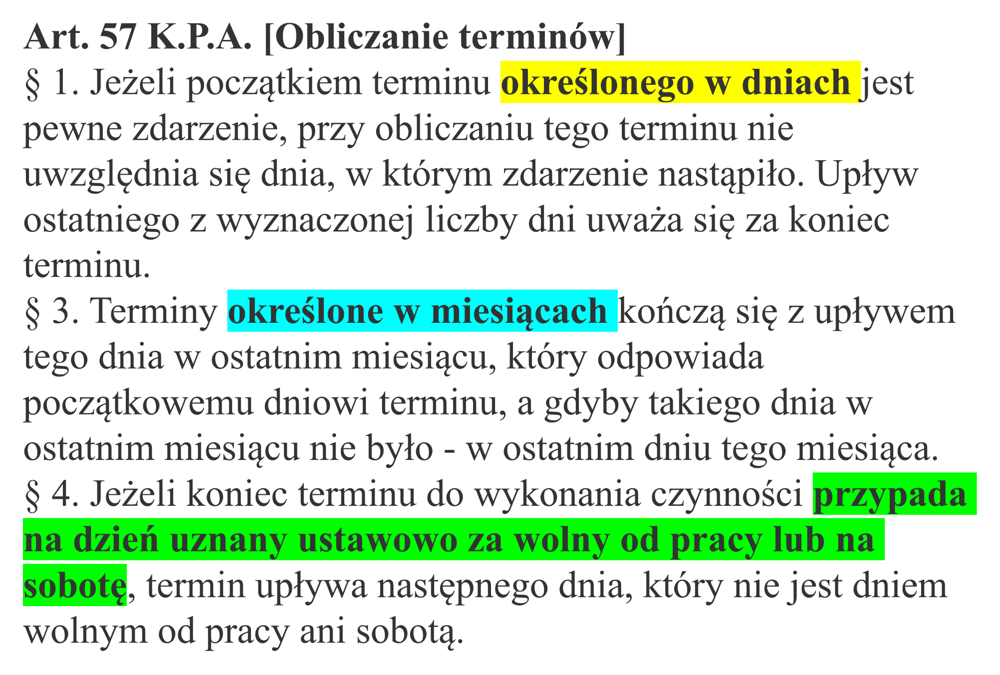 Art. 57 K.P.A. [Obliczanie terminów]
§ 1. Jeżeli początkiem terminu określonego w dniach jest
pewne zdarzenie, przy obliczaniu tego terminu nie
uwzględnia się dnia, w którym zdarzenie nastąpiło. Upływ
ostatniego z wyznaczonej liczby dni uważa się za koniec
terminu.
§ 3. Terminy określone w miesiącach kończą się z upływem
tego dnia w ostatnim miesiącu, który odpowiada
początkowemu dniowi terminu, a gdyby takiego dnia w
ostatnim miesiącu nie było - w ostatnim dniu tego miesiąca.
§ 4. Jeżeli koniec terminu do wykonania czynności przypada
na dzień uznany ustawowo za wolny od pracy lub na
sobotę, termin upływa następnego dnia, który nie jest dniem
wolnym od pracy ani sobotą.